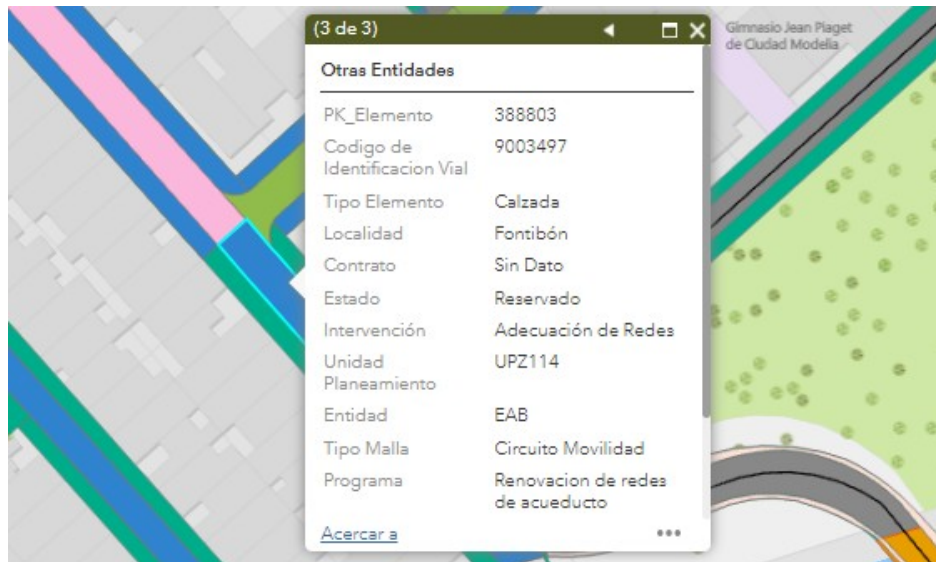 (3 de 3)
Gimnasio Jean Piaget
de Ciudad Modelia
Otras Entidades
PK_Elemento 388803
Codigo de 9003497
Identificacion Vial
Tipo Elemento Calzada
Localidad Fontibón
Contrato Sin Dato
Estado Reservado
Intervención Adecuación de Redes
Unidad UPZ114
Planeamiento
Entidad EAB
Tipo Malla Circuito Movilidad
Programa Renovacion de redes
de acueducto
Acercar a